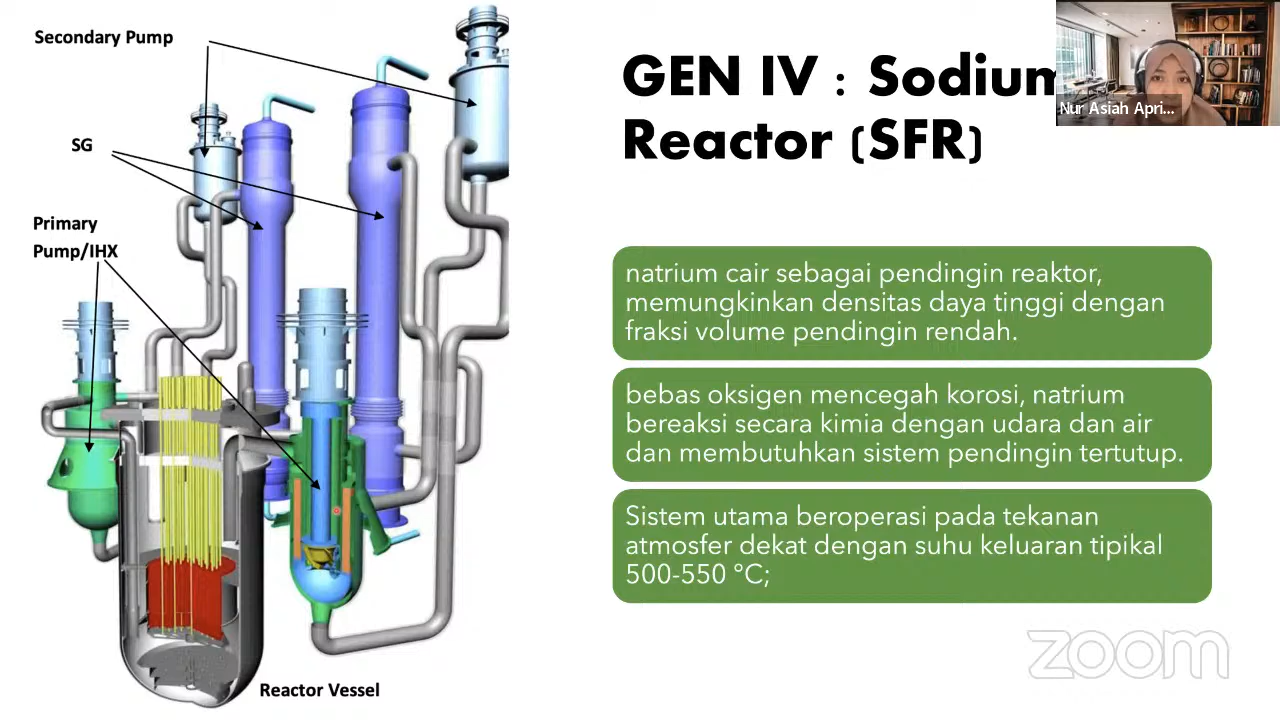 Secondary Pump
SG
Primary
Pump/IHX
Reactor Vessel
GEN IV : Sodium
Reactor (SFR)
Nur Asiah Apri...
natrium cair sebagai pendingin reaktor,
memungkinkan densitas daya tinggi dengan
fraksi volume pendingin rendah.
bebas oksigen mencegah korosi, natrium
bereaksi secara kimia dengan udara dan air
dan membutuhkan sistem pendingin tertutup.
Sistem utama beroperasi pada tekanan
atmosfer dekat dengan suhu keluaran tipikal
500-550 °C;
zoom